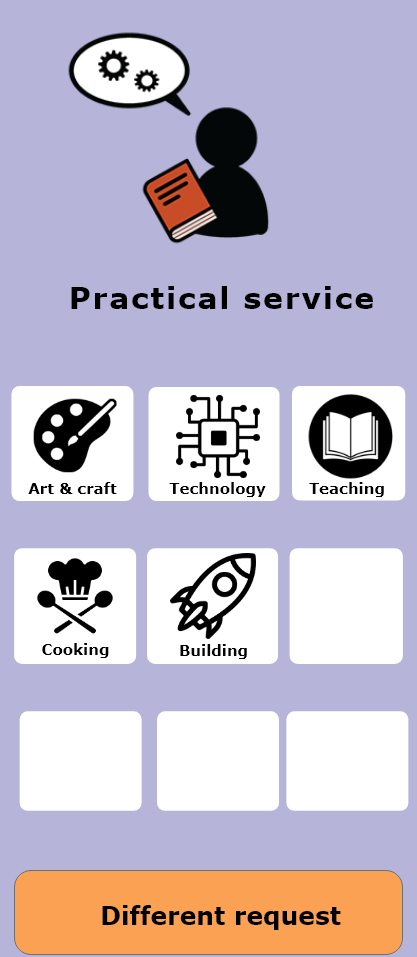 Practical service
Art & craft
Technology
Teaching
Cooking
Building
Different request